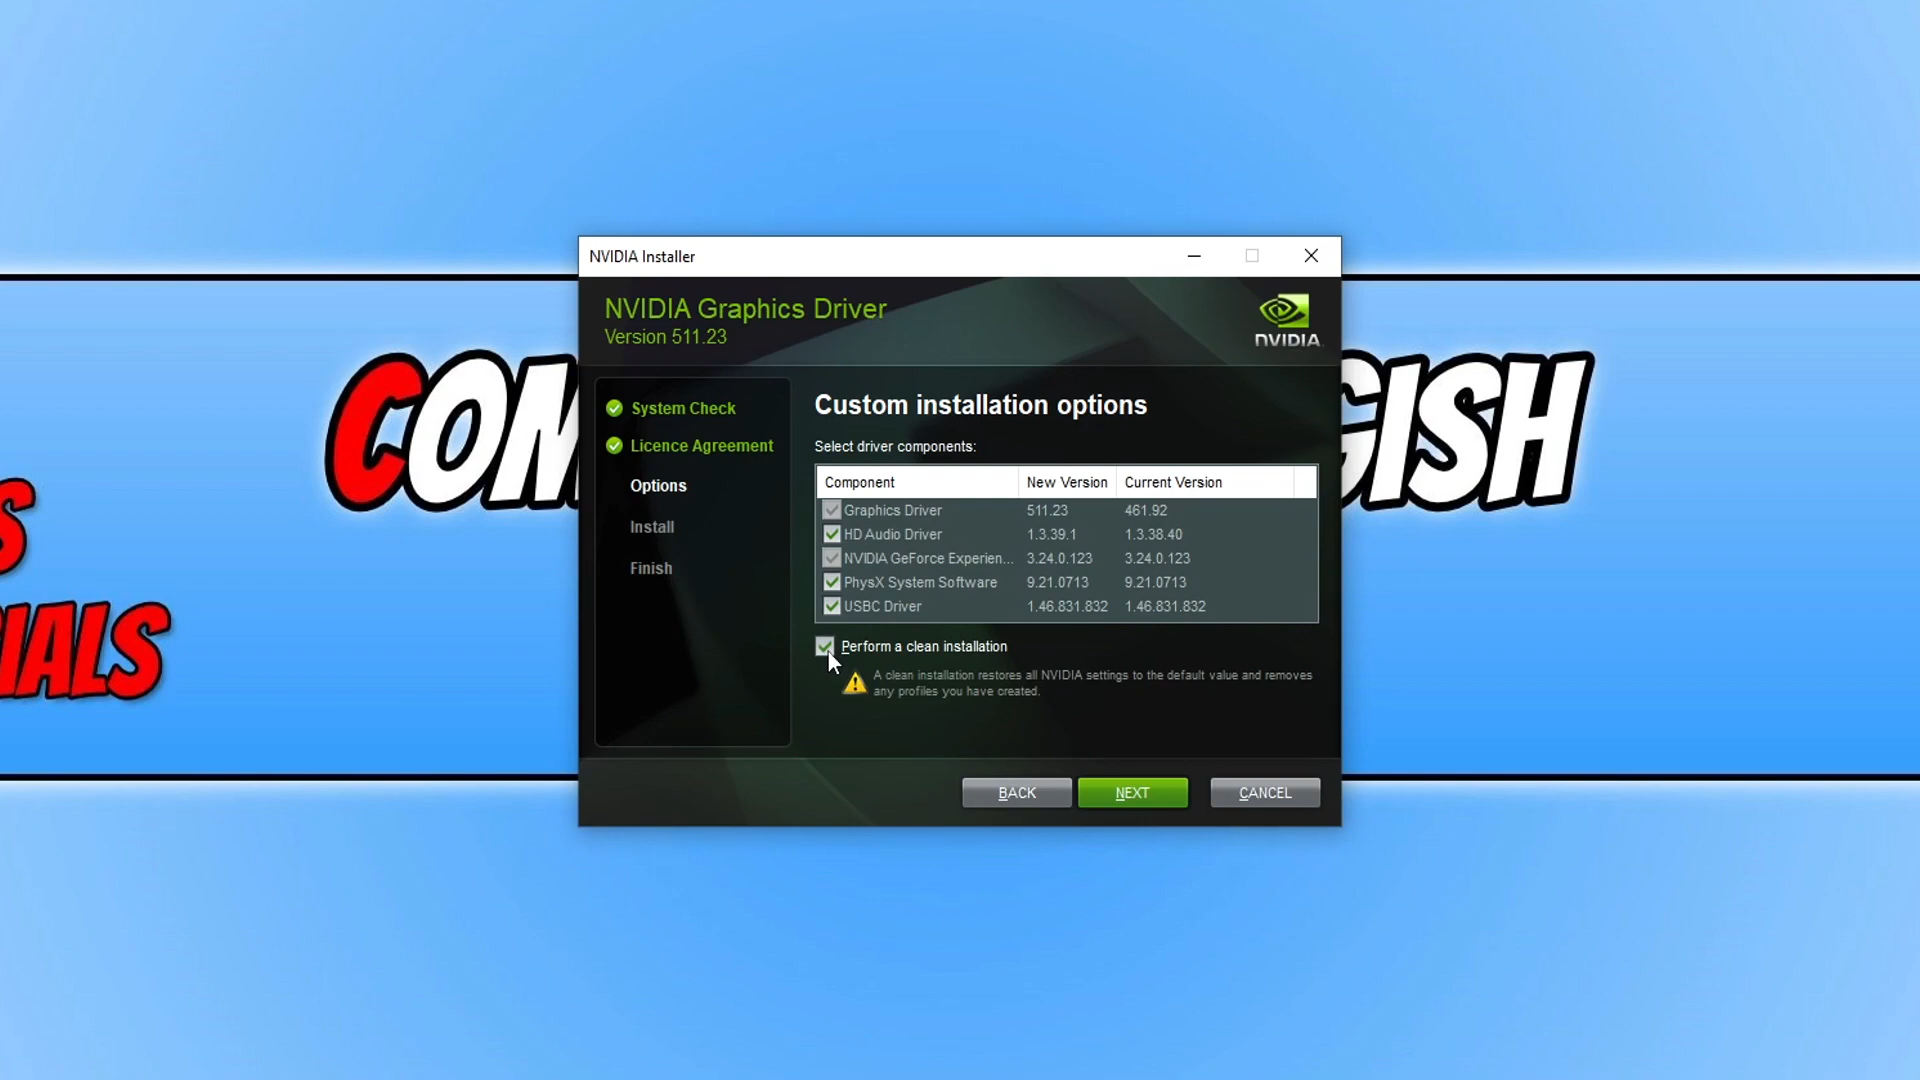 NVIDIA Installer
NVIDIA Graphics Driver
Version 511.23
NVIDIA
System Check
Licence Agreement
Options
Install
Finish
Custom installation options
Select driver components:
Component New Version Current Version
Graphics Driver 511.23 461.92
HD Audio Driver 1.3.39.1 1.3.38.40
NVIDIA GeForce Experien... 3.24.0.123 3.24.0.123
PhysX System Software 9.21.0713 9.21.0713
USBC Driver 1.46.831.832 1.46.831.832
Perform a clean installation
A clean installation restores all NVIDIA settings to the default value and removes
any profiles you have created.
BACK NEXT CANCEL
COM GISH
S
IALS